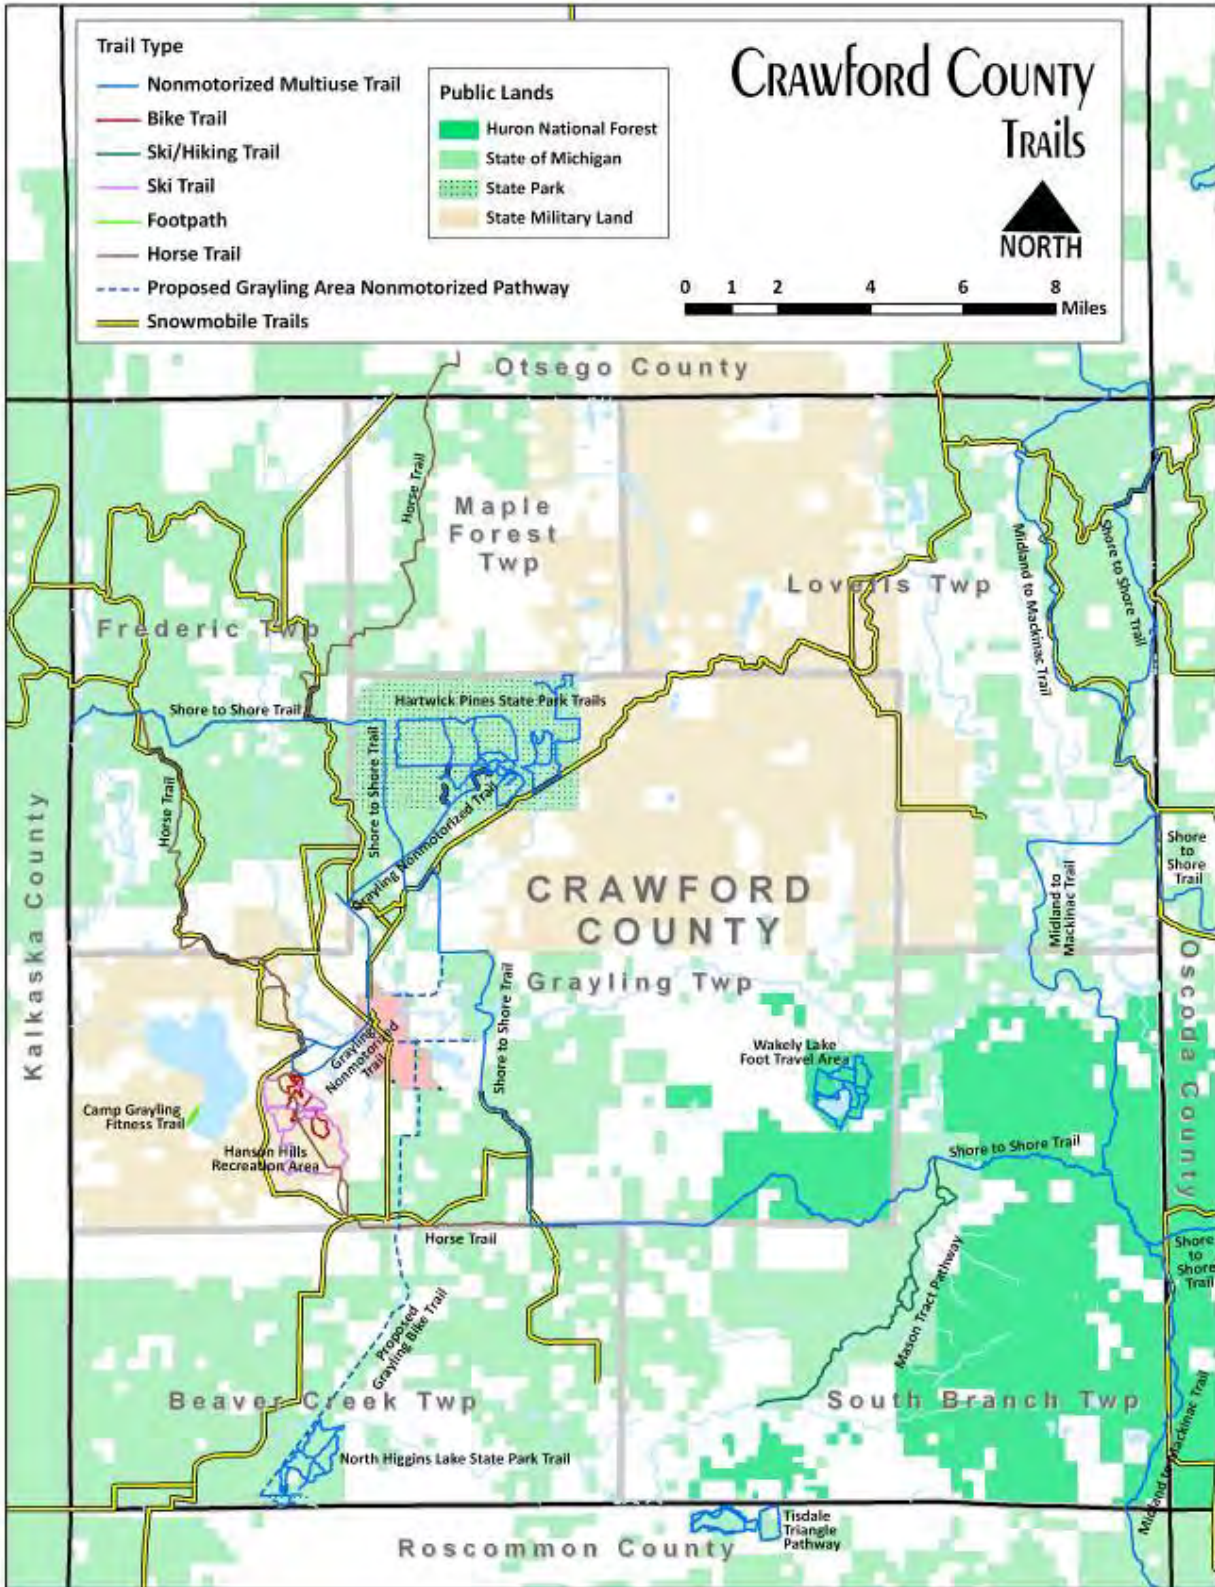 Trail Type
Nonmotorized Multiuse Trail
Bike Trail
Ski/Hiking Trail
Ski Trail
Footpath
Horse Trail
Proposed Grayling Area Nonmotorized Pathway
Snowmobile Trails
Public Lands
Huron National Forest
State of Michigan
State Park
State Military Land
Crawford County
Trails
NORTH
0 1 2 4 6 8
Miles
Otsego County
Horse Trail
Maple
Forest
Twp
Lovells Twp
Midland to Mackinac Trail
Shore to Shore Trail
Frederic Twp
Shore to Shore Trail
Hartwick Pines State Park Trails
Shore to Shore Trail
Horse Trail
Grayling Nonmotorized Trail
Kalkaska County
CRAWFORD
COUNTY
Shore
to
Shore
Trail
Midland to
Mackinac Trail
Oscoda County
Grayling Twp
Shore to Shore Trail
Grayling
Nonmotorized
Trail
Wakely Lake
Foot Travel Area
Camp Grayling
Fitness Trail
Hanson Hills
Recreation Area
Shore to Shore Trail
Horse Trail
Shore
to
Shore
Trail
Mason Tract Pathway
Proposed
Grayling Bike Trail
Beaver Creek Twp
South Branch Twp
Midland to Mackinac Trail
North Higgins Lake State Park Trail
Tisdale
Triangle
Pathway
Roscommon County